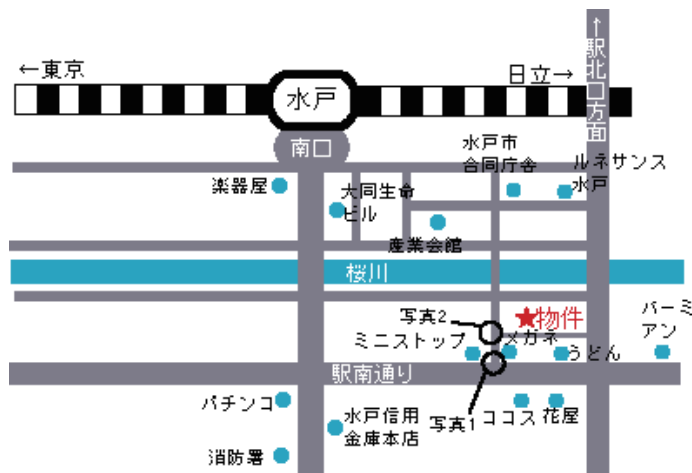 ←東京
水戸
日立→
↑駅北口方面
南口
水戸市
合同庁舎
ルネサンス
水戸
楽器屋
大同生命
ビル
産業会館
桜川
写真2
★物件
バーミ
アン
ミニストップ
メガネ
うどん
駅南通り
パチンコ
水戸信用
金庫本店
写真1
ココス
花屋
消防署